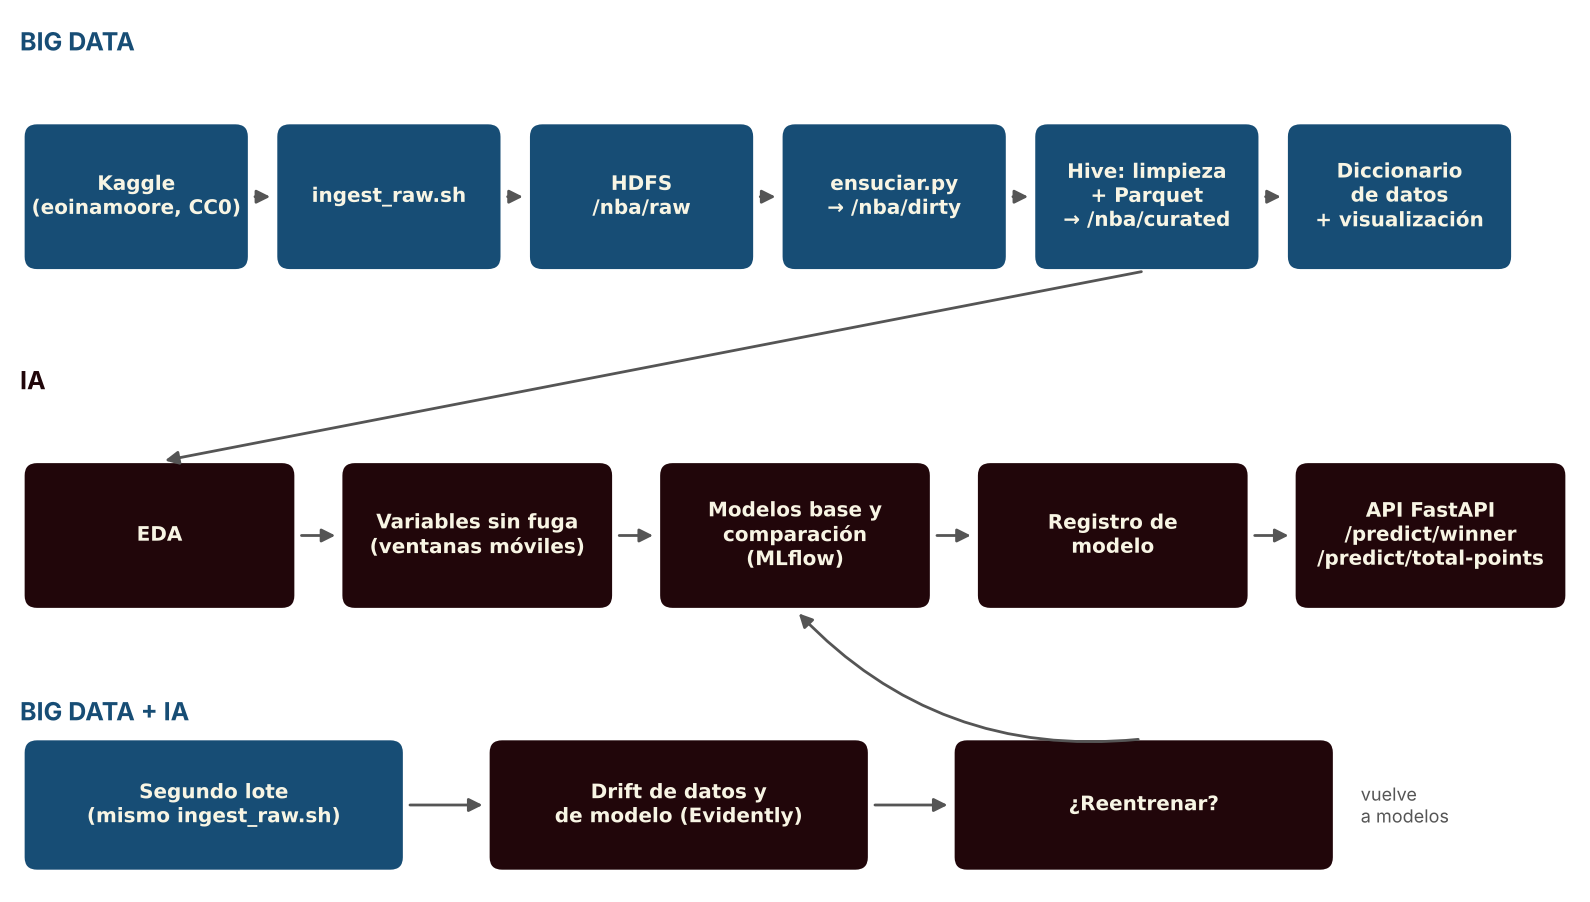 BIG DATA
Kaggle
(eoinamoore, CC0)
ingest_raw.sh
HDFS
/nba/raw
ensuciar.py
→ /nba/dirty
Hive: limpieza
+ Parquet
→ /nba/curated
Diccionario
de datos
+ visualización
IA
EDA
Variables sin fuga
(ventanas móviles)
Modelos base y
comparación
(MLflow)
Registro de
modelo
API FastAPI
/predict/winner
/predict/total-points
BIG DATA + IA
Segundo lote
(mismo ingest_raw.sh)
Drift de datos y
de modelo (Evidently)
¿Reentrenar?
vuelve
a modelos